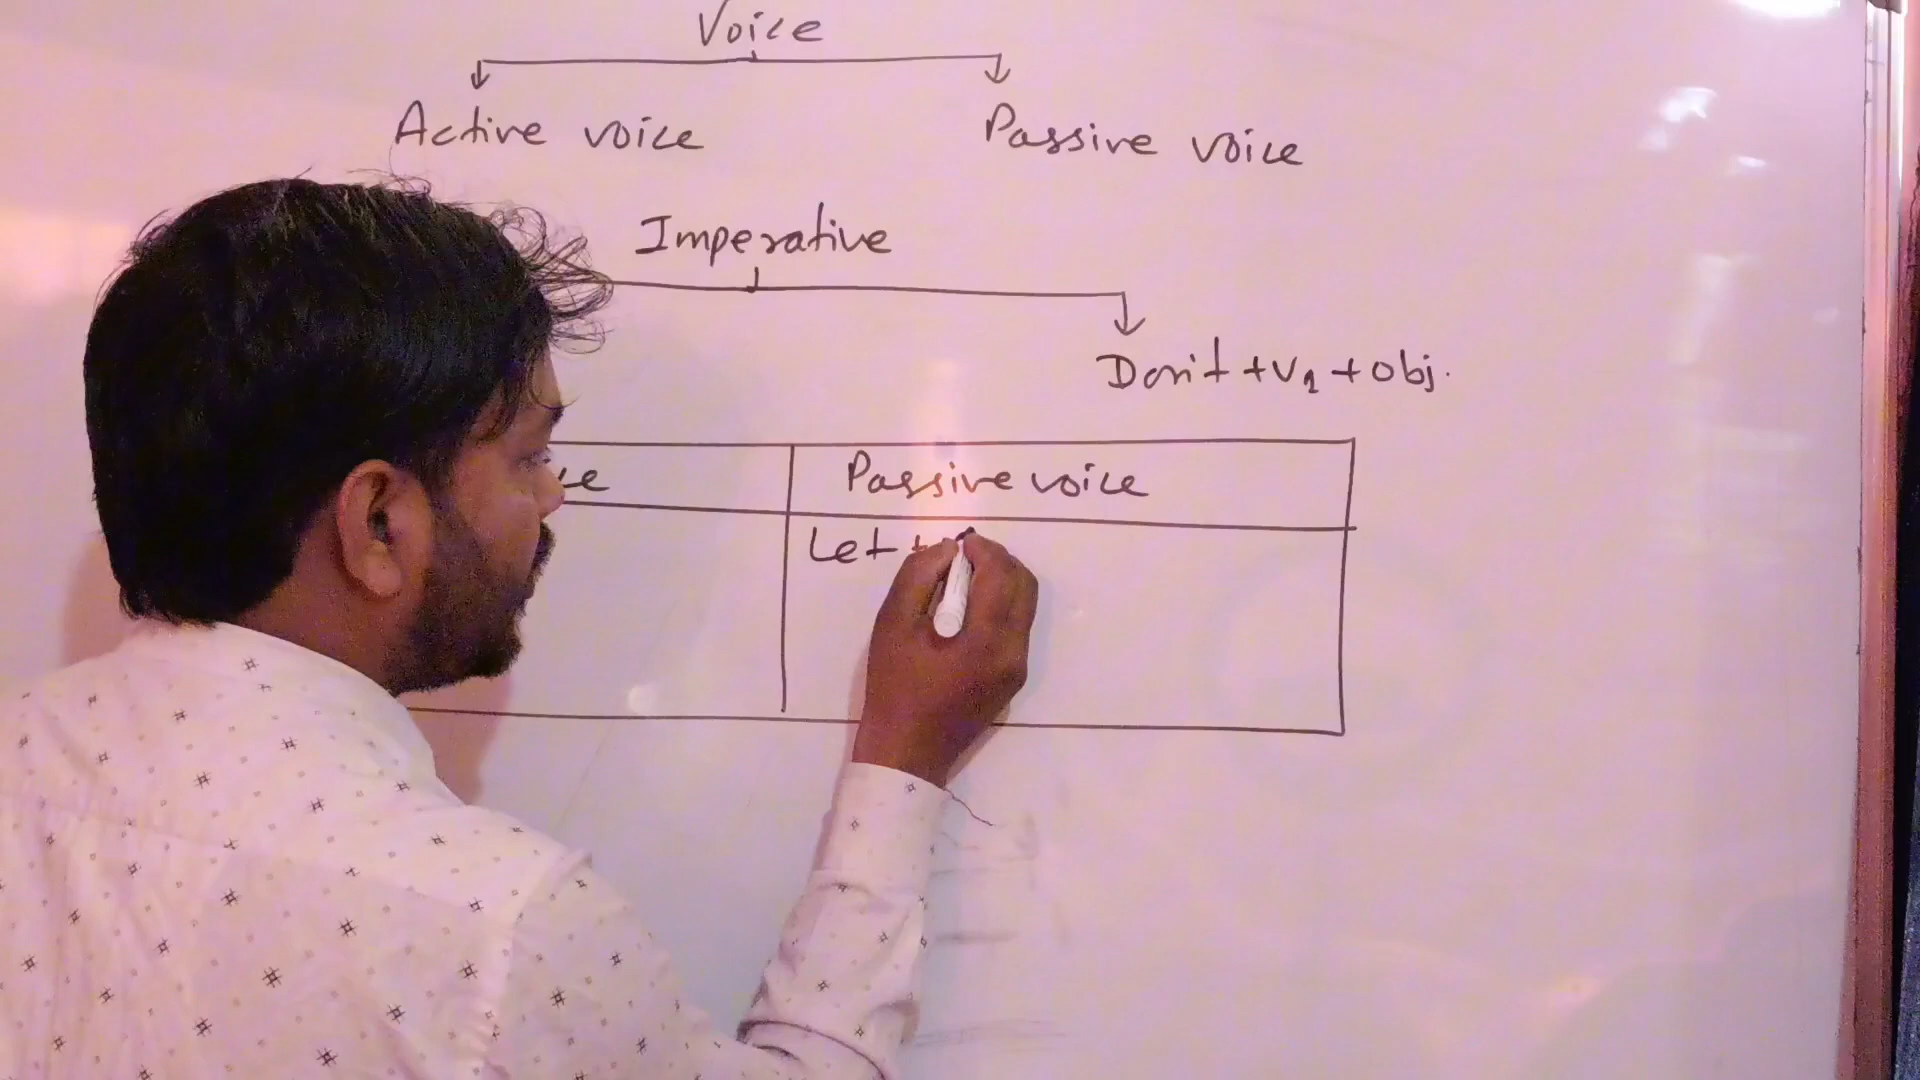 Voice
Active voice
Passive voice
Imperative
Don't + V1 + obj.
Passive voice
Let +